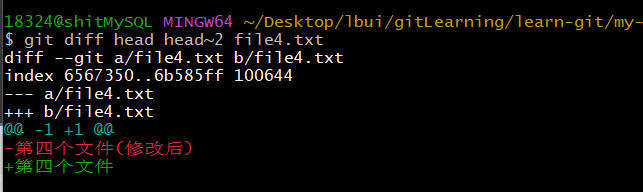 18324@shitMySQL MINGW64 ~/Desktop/lbui/gitLearning/learn-git/my-
$ git diff head head~2 file4.txt
diff --git a/file4.txt b/file4.txt
index 6567350..6b585ff 100644
--- a/file4.txt
+++ b/file4.txt
@@ -1 +1 @@
-第四个文件(修改后)
+第四个文件